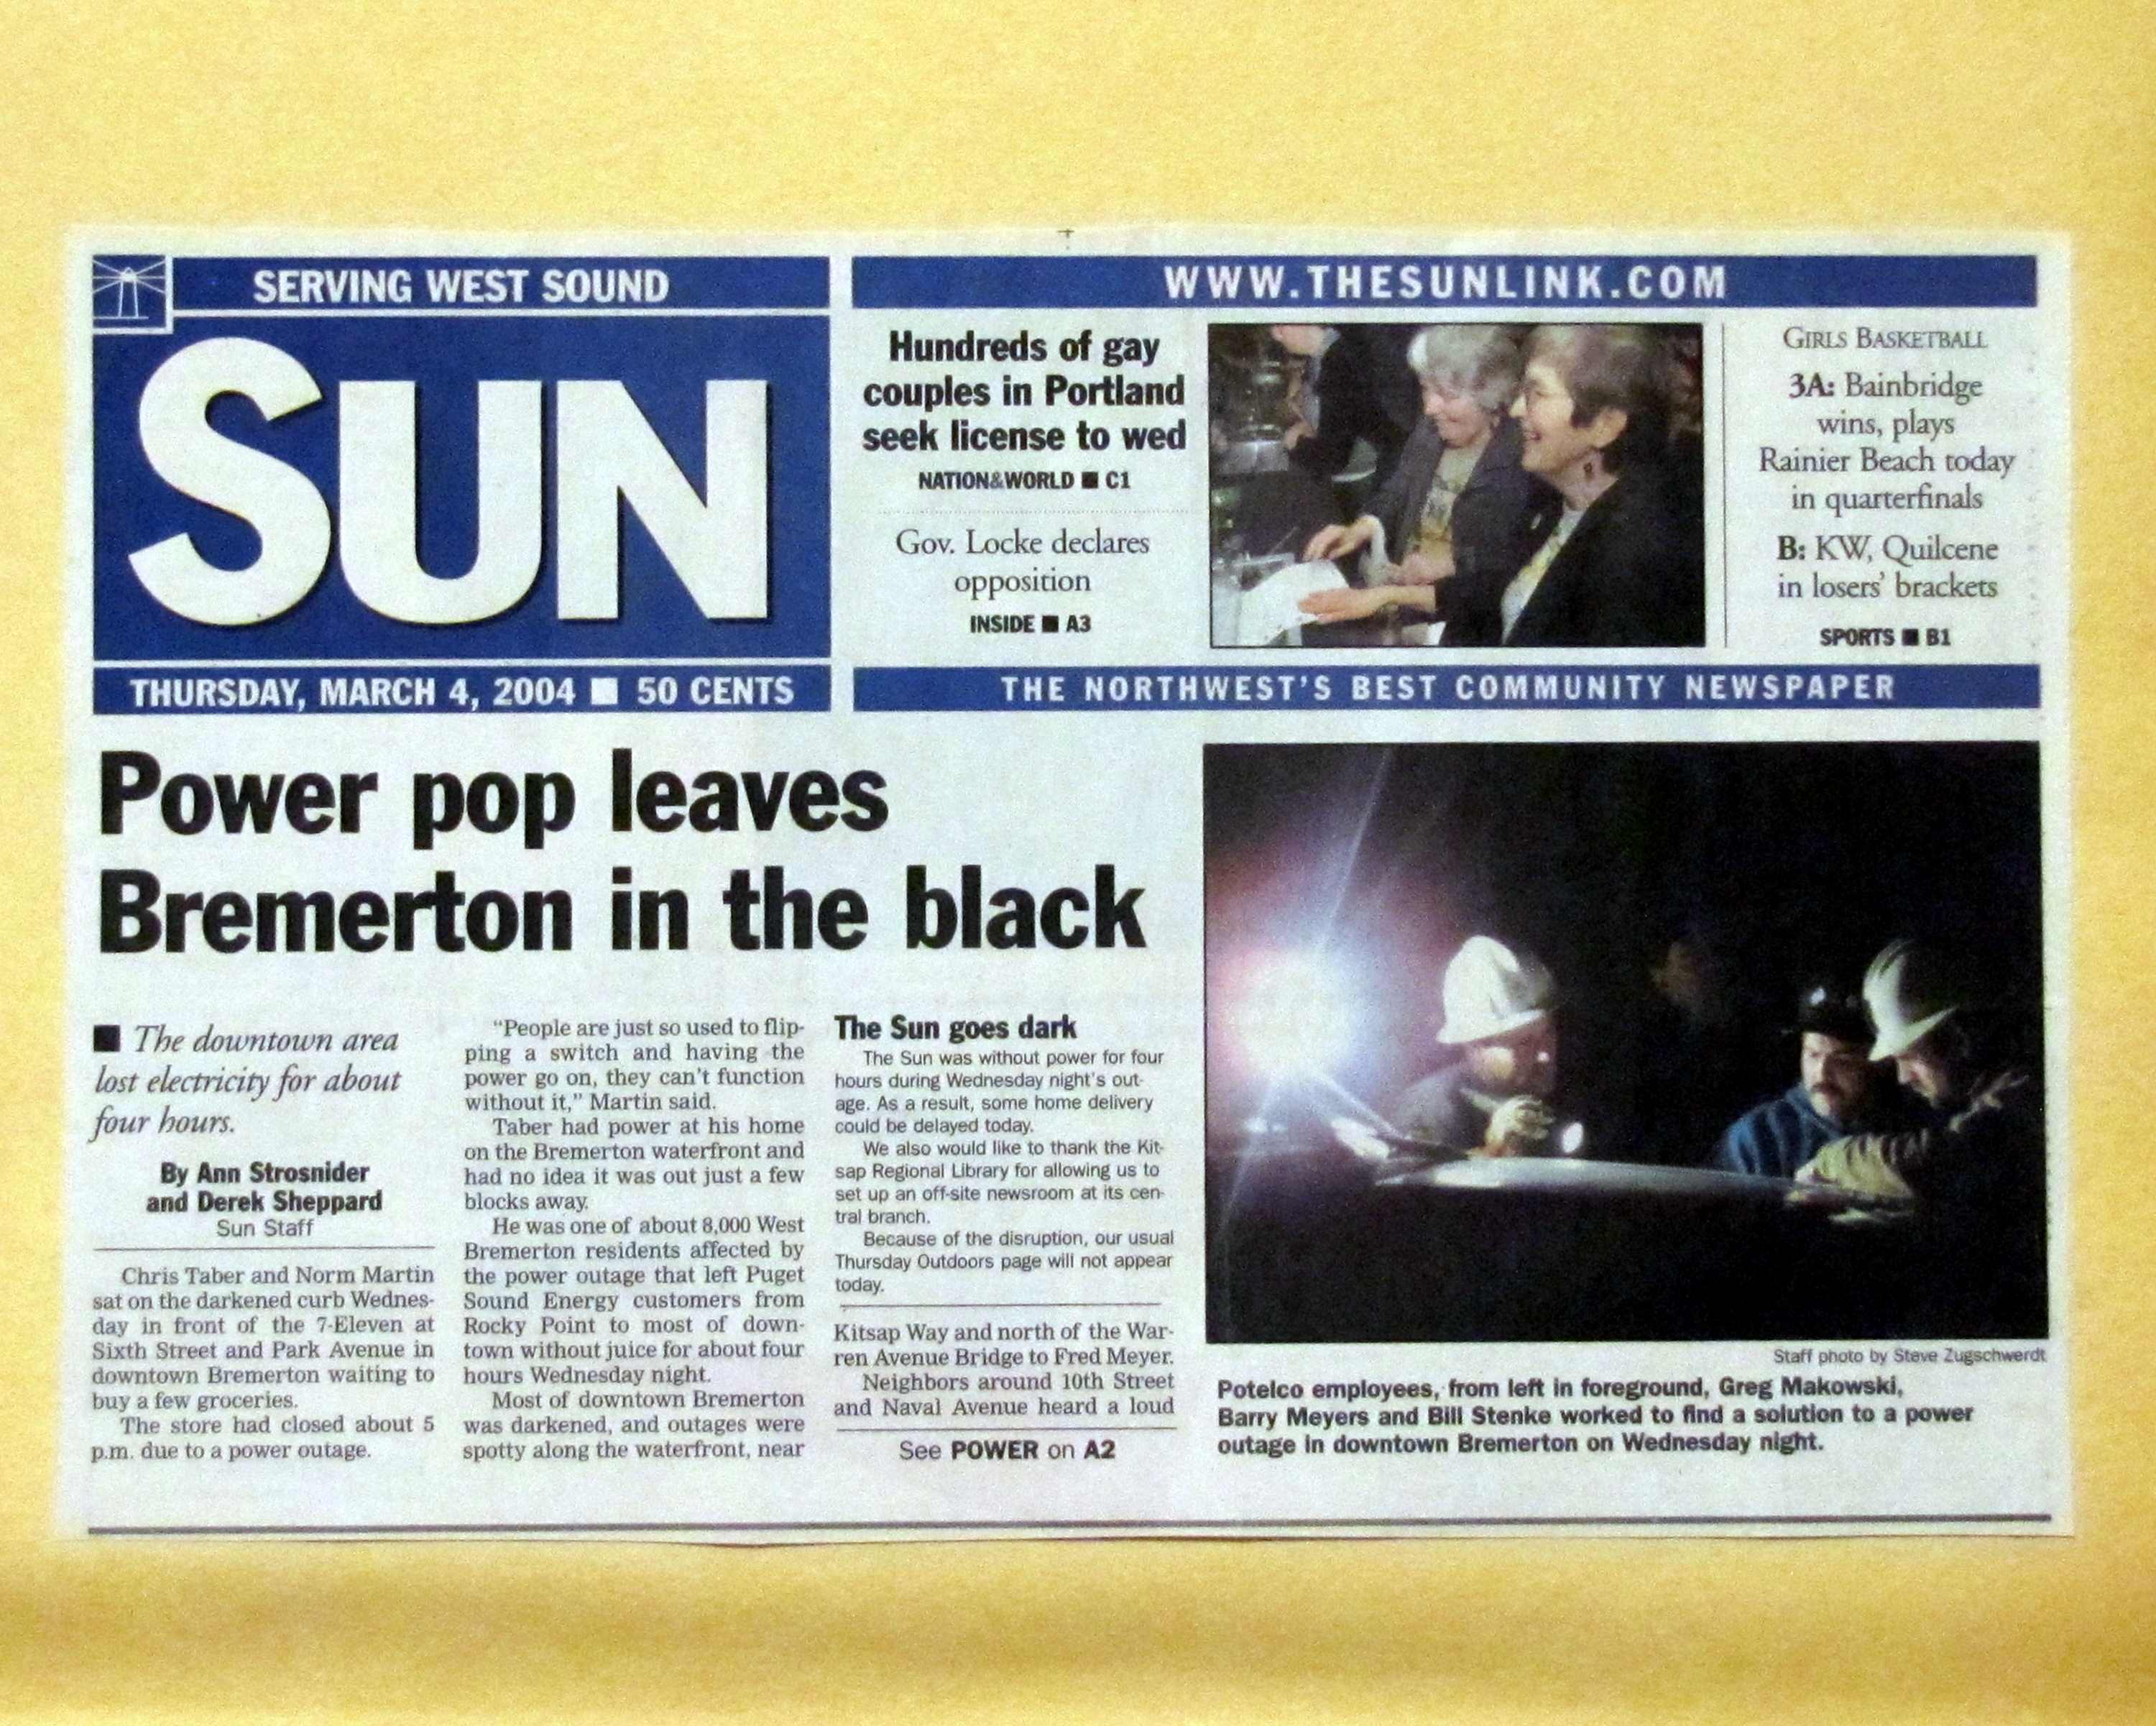 SERVING WEST SOUND
SUN
THURSDAY, MARCH 4, 2004 ■ 50 CENTS
WWW.THESUNLINK.COM
Hundreds of gay
couples in Portland
seek license to wed
NATION&WORLD ■ C1
Gov. Locke declares
opposition
INSIDE ■ A3
GIRLS BASKETBALL
3A: Bainbridge
wins, plays
Rainier Beach today
in quarterfinals
B: KW, Quilcene
in losers' brackets
SPORTS ■ B1
THE NORTHWEST'S BEST COMMUNITY NEWSPAPER
Power pop leaves
Bremerton in the black
■ The downtown area
lost electricity for about
four hours.
By Ann Strosnider
and Derek Sheppard
Sun Staff
Chris Taber and Norm Martin
sat on the darkened curb Wednes-
day in front of the 7-Eleven at
Sixth Street and Park Avenue in
downtown Bremerton waiting to
buy a few groceries.
The store had closed about 5
p.m. due to a power outage.
"People are just so used to flip-
ping a switch and having the
power go on, they can't function
without it," Martin said.
Taber had power at his home
on the Bremerton waterfront and
had no idea it was out just a few
blocks away.
He was one of about 8,000 West
Bremerton residents affected by
the power outage that left Puget
Sound Energy customers from
Rocky Point to most of down-
town without juice for about four
hours Wednesday night.
Most of downtown Bremerton
was darkened, and outages were
spotty along the waterfront, near
The Sun goes dark
The Sun was without power for four
hours during Wednesday night's out-
age. As a result, some home delivery
could be delayed today.
We also would like to thank the Kit-
sap Regional Library for allowing us to
set up an off-site newsroom at its cen-
tral branch.
Because of the disruption, our usual
Thursday Outdoors page will not appear
today.
Kitsap Way and north of the War-
ren Avenue Bridge to Fred Meyer.
Neighbors around 10th Street
and Naval Avenue heard a loud
See POWER on A2
Staff photo by Steve Zugschwerdt
Potelco employees, from left in foreground, Greg Makowski,
Barry Meyers and Bill Stenke worked to find a solution to a power
outage in downtown Bremerton on Wednesday night.